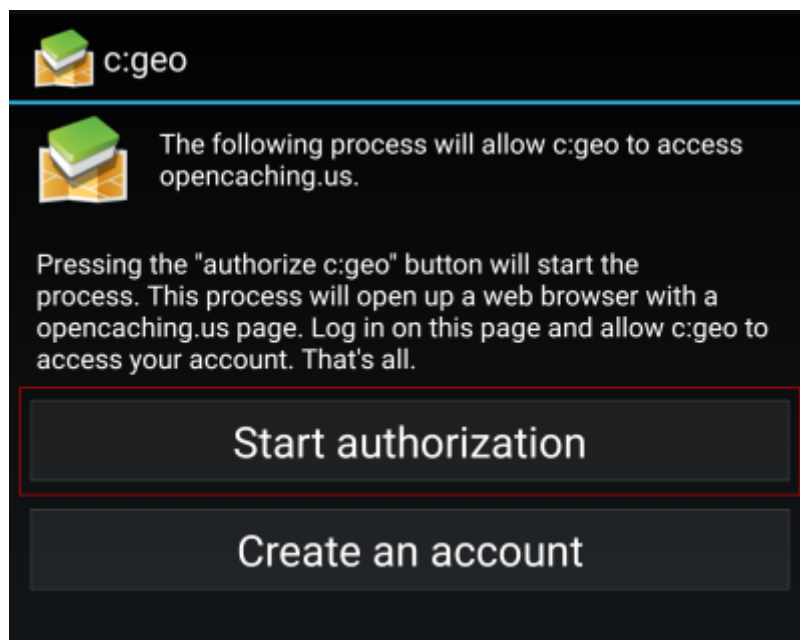 c:geo
The following process will allow c:geo to access
opencaching.us.
Pressing the "authorize c:geo" button will start the
process. This process will open up a web browser with a
opencaching.us page. Log in on this page and allow c:geo to
access your account. That's all.
Start authorization
Create an account